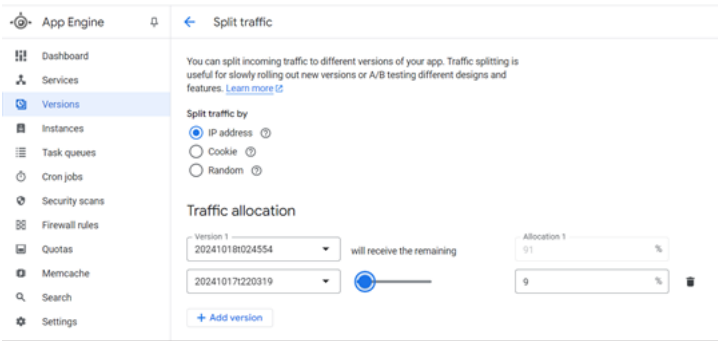 App Engine
Split traffic
Dashboard
Services
Versions
Instances
Task queues
Cron jobs
Security scans
Firewall rules
Quotas
Memcache
Search
Settings
You can split incoming traffic to different versions of your app. Traffic splitting is
useful for slowly rolling out new versions or A/B testing different designs and
features. Learn more
Split traffic by
IP address
Cookie
Random
Traffic allocation
Version 1
20241018t024554
will receive the remaining
Allocation 1
91 %
20241017t220319
9 %
+ Add version